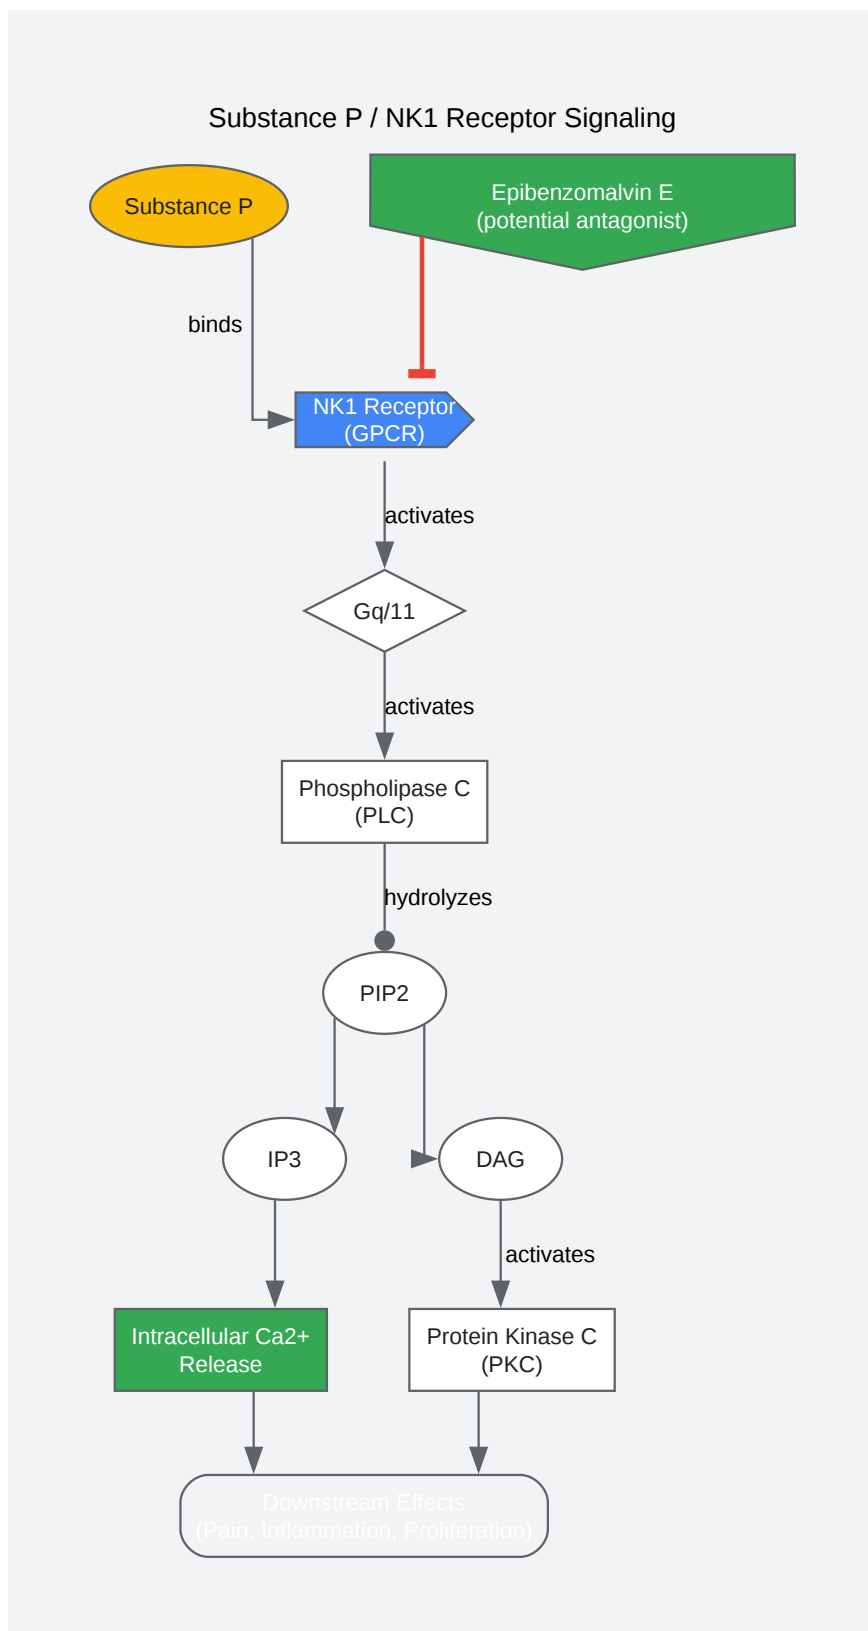 Substance P / NK1 Receptor Signaling
Substance P
Epibenzomalvin E
(potential antagonist)
binds
NK1 Receptor
(GPCR)
activates
Gq/11
activates
Phospholipase C
(PLC)
hydrolyzes
PIP2
IP3
DAG
activates
Intracellular Ca2+
Release
Protein Kinase C
(PKC)
Downstream Effects
(Pain, Inflammation, Proliferation)